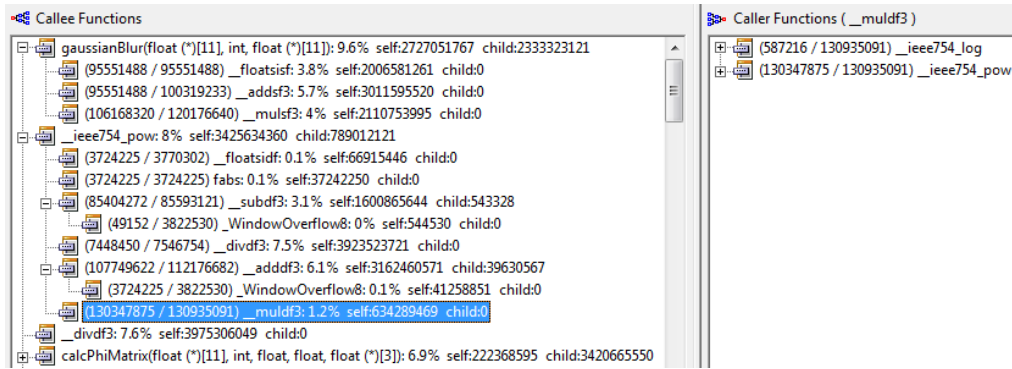 Callee Functions
gaussianBlur(float (*)[11], int, float (*)[11]): 9.6% self:2727051767 child:2333323121
(95551488 / 95551488) __floatsisf: 3.8% self:2006581261 child:0
(95551488 / 100319233) __addsf3: 5.7% self:3011595520 child:0
(106168320 / 120176640) __mulsf3: 4% self:2110753995 child:0
__ieee754_pow: 8% self:3425634360 child:789012121
(3724225 / 3770302) __floatsidf: 0.1% self:66915446 child:0
(3724225 / 3724225) fabs: 0.1% self:37242250 child:0
(85404272 / 85593121) __subdf3: 3.1% self:1600865644 child:543328
(49152 / 3822530) _WindowOverflow8: 0% self:544530 child:0
(7448450 / 7546754) __divdf3: 7.5% self:3923523721 child:0
(107749622 / 112176682) __adddf3: 6.1% self:3162460571 child:39630567
(3724225 / 3822530) _WindowOverflow8: 0.1% self:41258851 child:0
(130347875 / 130935091) __muldf3: 1.2% self:634289469 child:0
__divdf3: 7.6% self:3975306049 child:0
calcPhiMatrix(float (*)[11], int, float, float, float (*)[3]): 6.9% self:222368595 child:3420665550
Caller Functions ( __muldf3 )
(587216 / 130935091) __ieee754_log
(130347875 / 130935091) __ieee754_pow